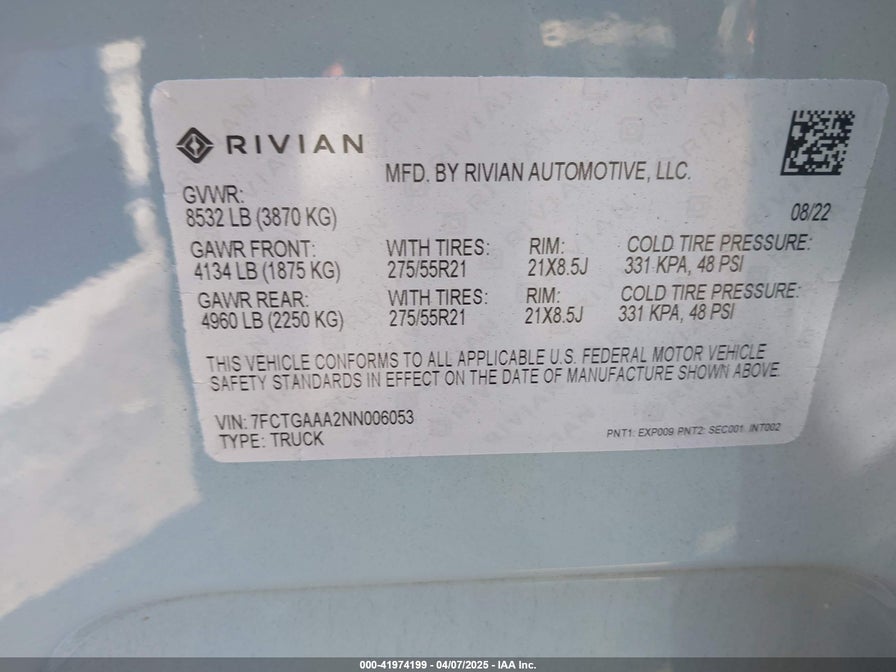 RIVIAN
MFD. BY RIVIAN AUTOMOTIVE, LLC.
GVWR:
8532 LB (3870 KG)
08/22
GAWR FRONT: WITH TIRES: RIM: COLD TIRE PRESSURE:
4134 LB (1875 KG) 275/55R21 21X8.5J 331 KPA, 48 PSI
GAWR REAR: WITH TIRES: RIM: COLD TIRE PRESSURE:
4960 LB (2250 KG) 275/55R21 21X8.5J 331 KPA, 48 PSI
THIS VEHICLE CONFORMS TO ALL APPLICABLE U.S. FEDERAL MOTOR VEHICLE
SAFETY STANDARDS IN EFFECT ON THE DATE OF MANUFACTURE SHOWN ABOVE.
VIN: 7FCTGAAA2NN006053
TYPE: TRUCK
PNT1: EXP009 PNT2: SEC001 INT002
000-41974199 - 04/07/2025 - IAA Inc.